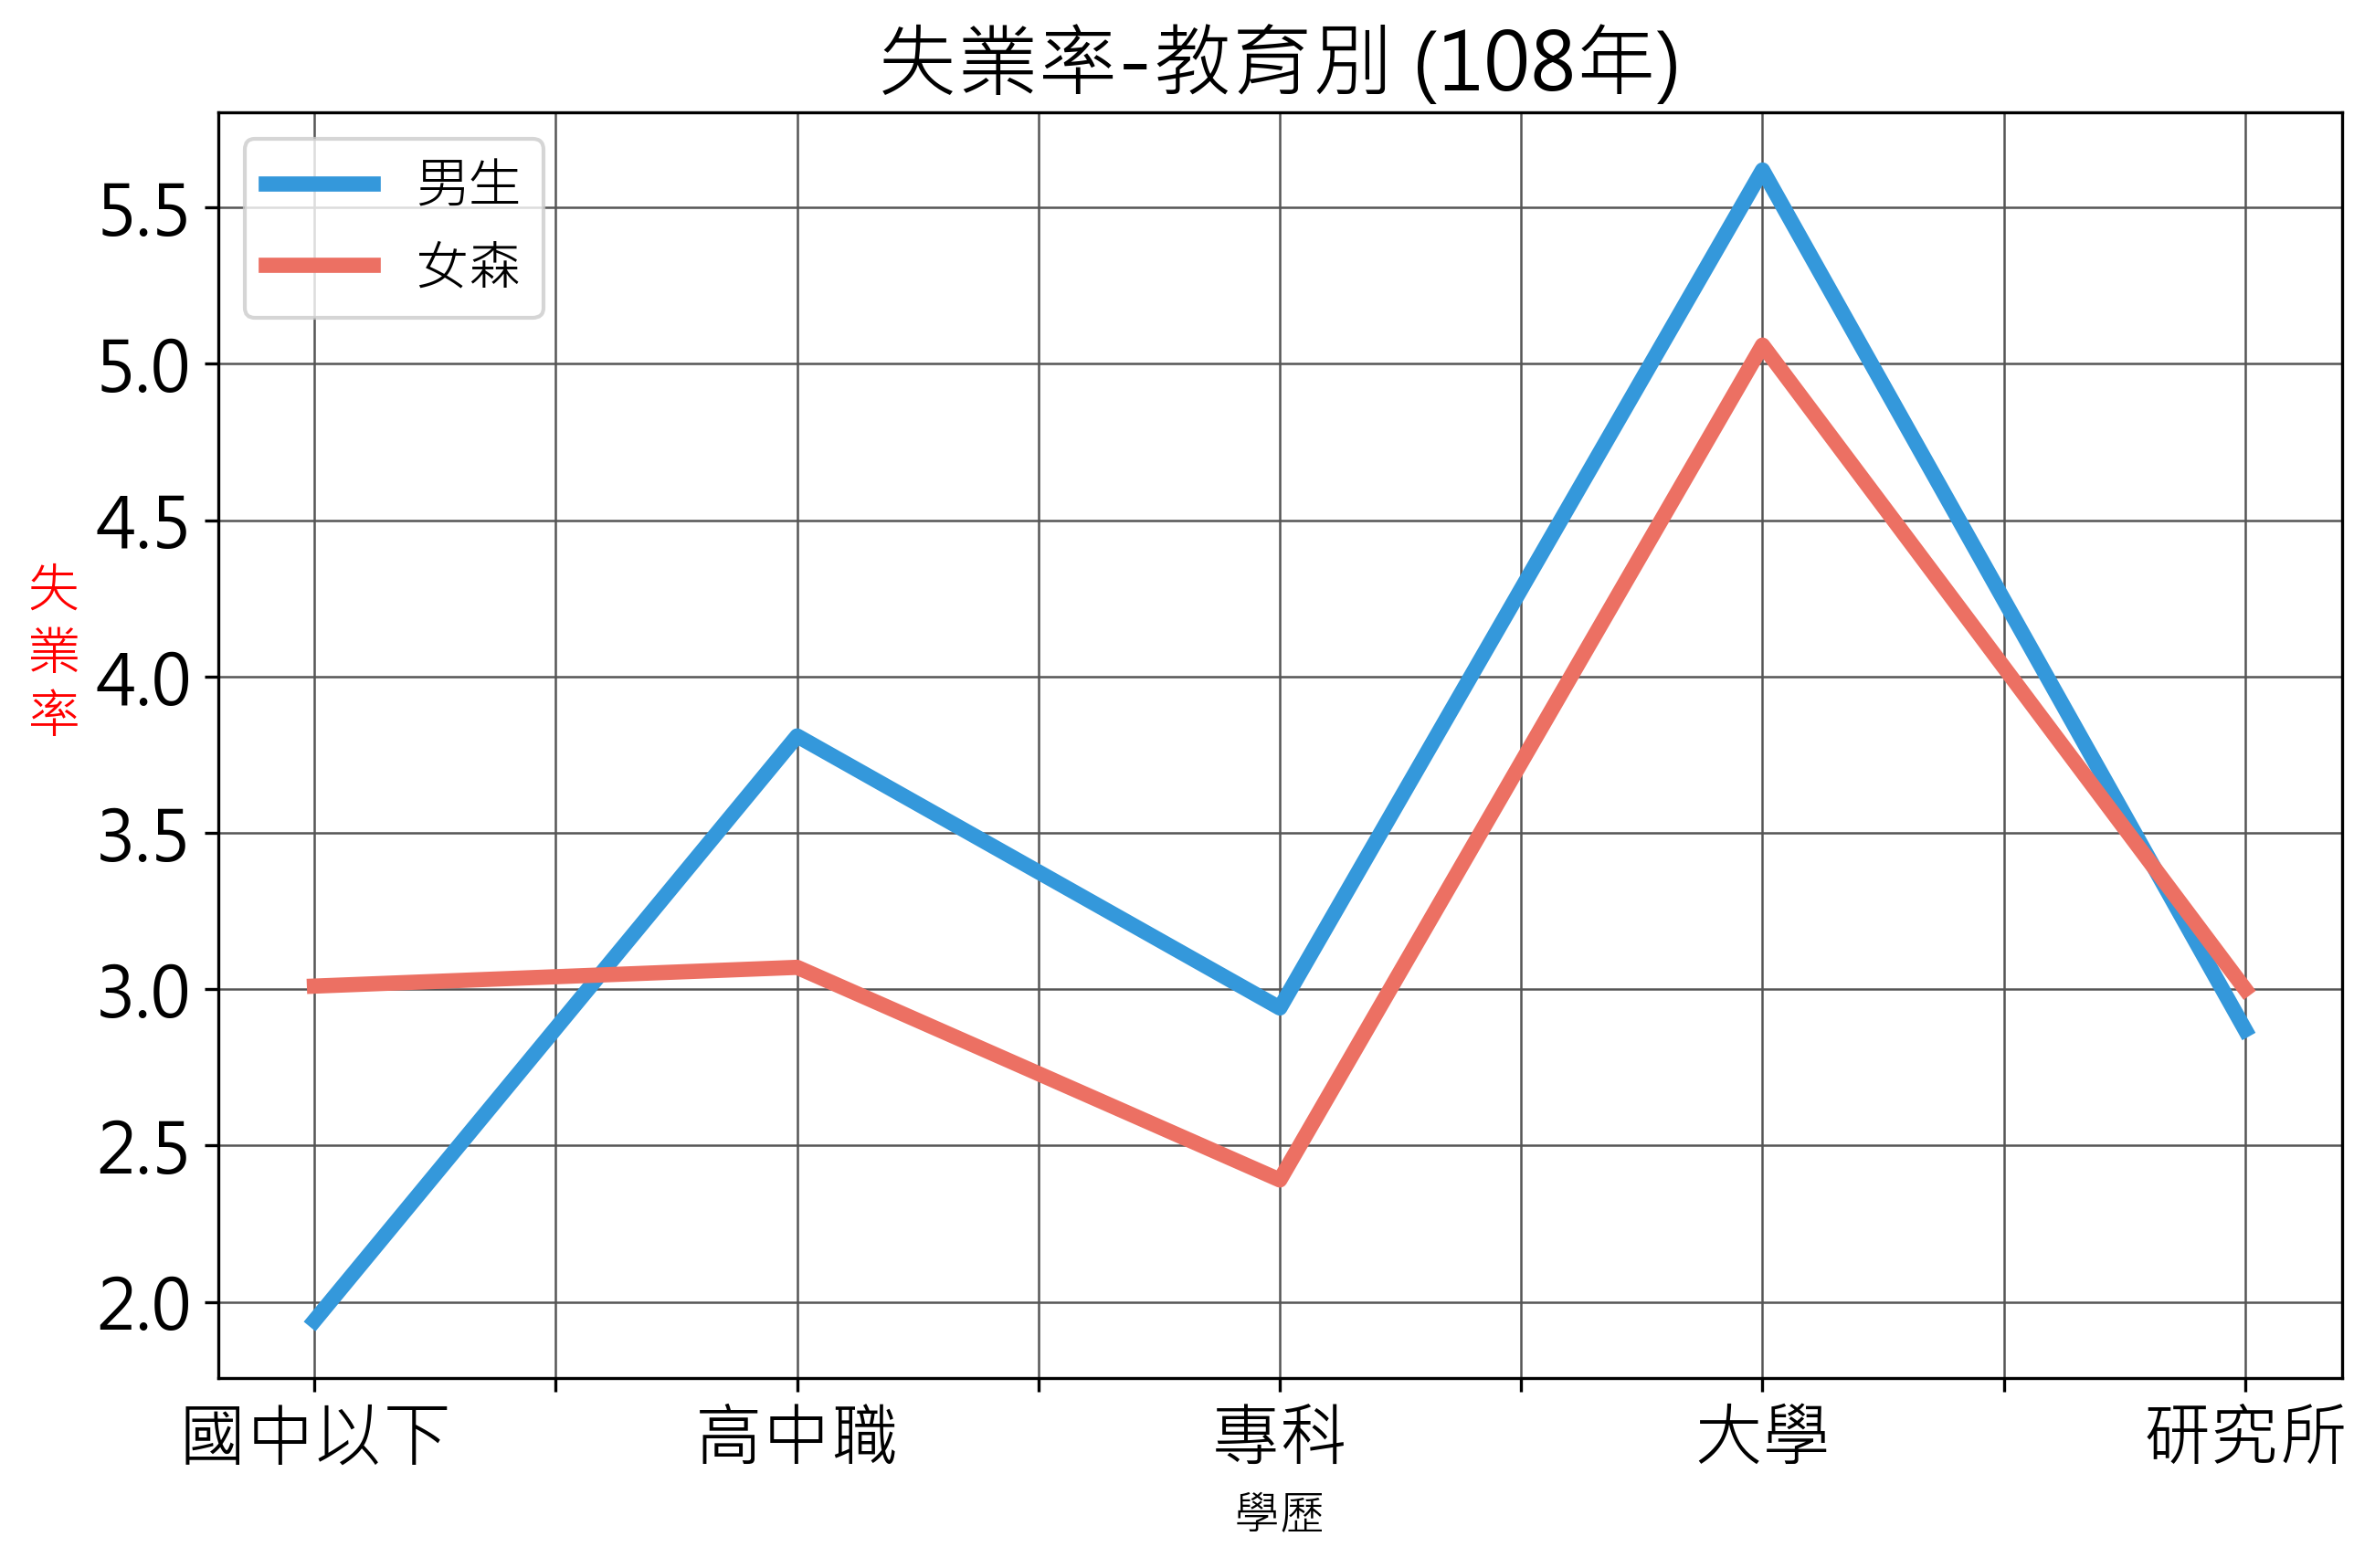 失業率-教育別 (108年)
男生
女森
5.5
5.0
4.5
4.0
3.5
3.0
2.5
2.0
失業率
國中以下 高中職 專科 大學 研究所
學歷